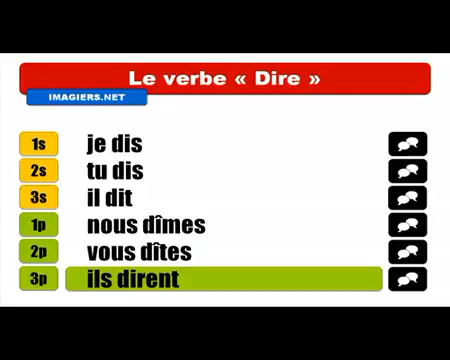 Le verbe « Dire »
IMAGIERS.NET
1s je dis
2s tu dis
3s il dit
1p nous dîmes
2p vous dîtes
3p ils dirent